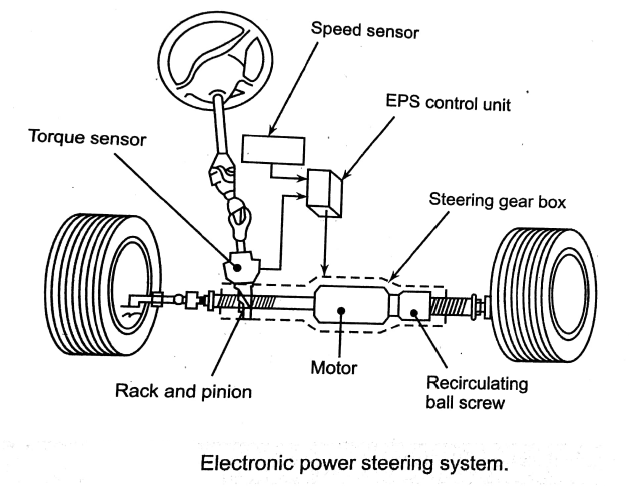 Speed sensor
EPS control unit
Torque sensor
Steering gear box
Motor
Rack and pinion
Recirculating
ball screw
Electronic power steering system.